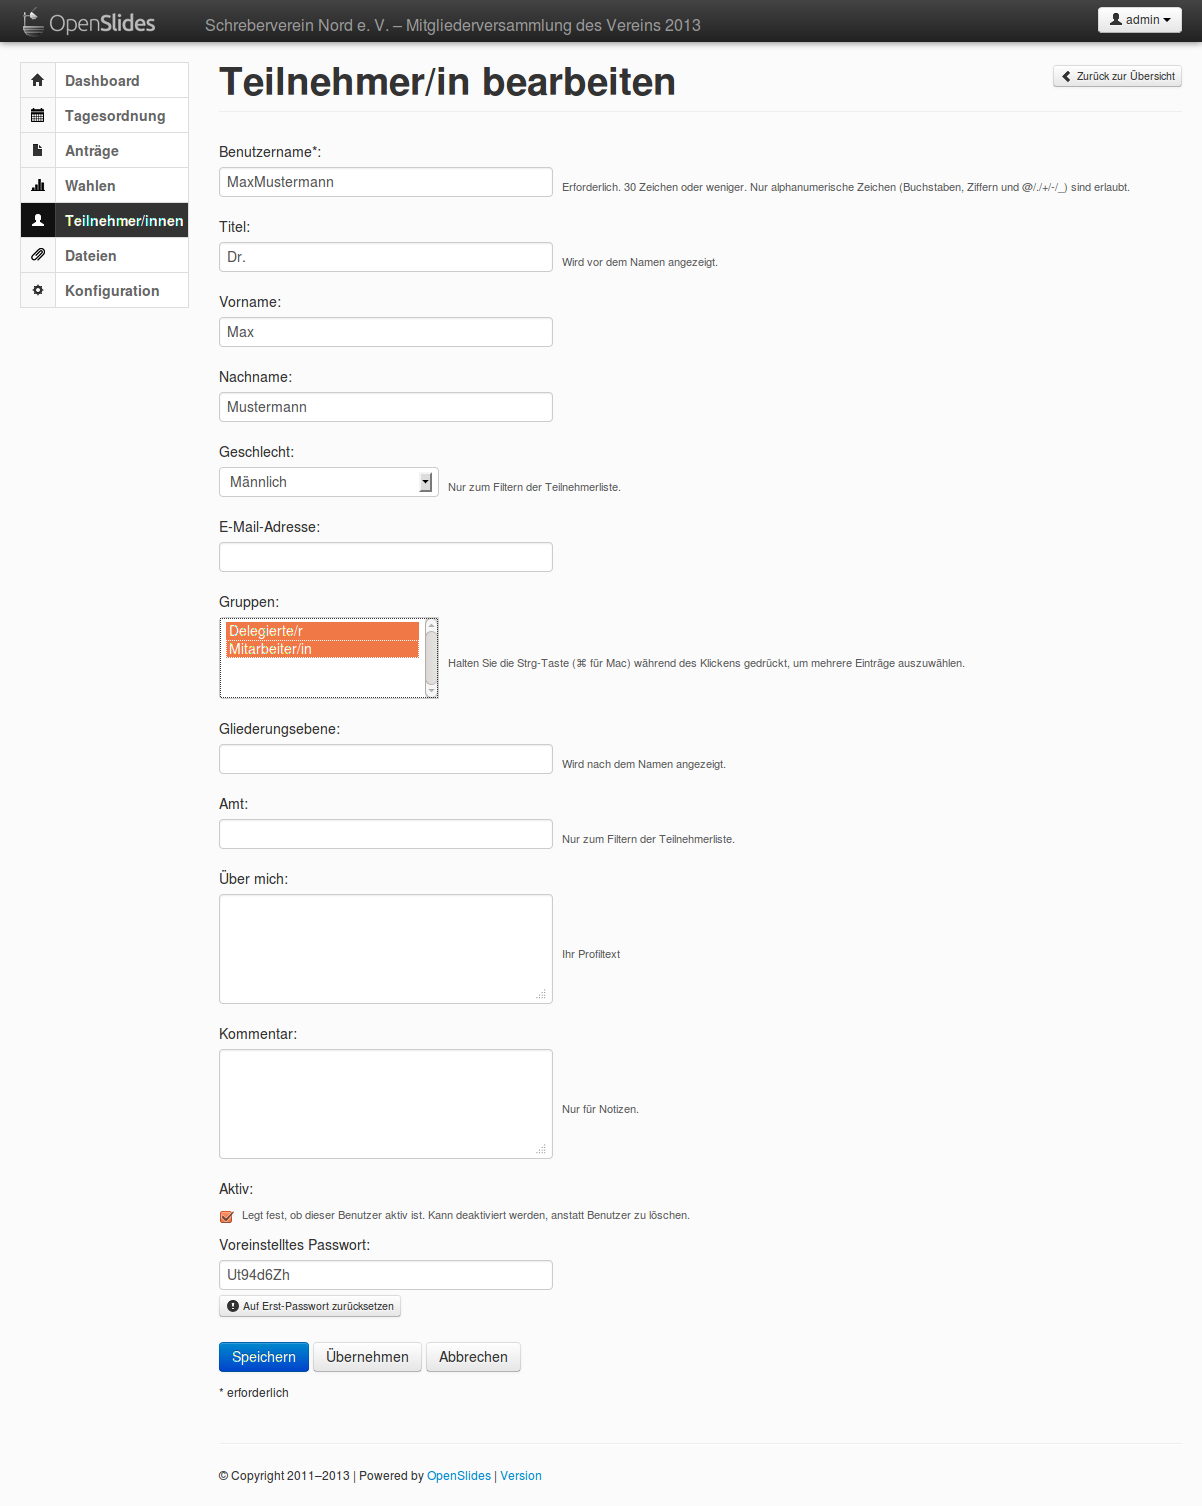 OpenSlides
Schreberverein Nord e. V. – Mitgliederversammlung des Vereins 2013
admin
Dashboard
Tagesordnung
Anträge
Wahlen
Teilnehmer/innen
Dateien
Konfiguration
Teilnehmer/in bearbeiten
Zurück zur Übersicht
Benutzername*:
MaxMustermann
Erforderlich. 30 Zeichen oder weniger. Nur alphanumerische Zeichen (Buchstaben, Ziffern und @/./+/-/_) sind erlaubt.
Titel:
Dr.
Wird vor dem Namen angezeigt.
Vorname:
Max
Nachname:
Mustermann
Geschlecht:
Männlich
Nur zum Filtern der Teilnehmerliste.
E-Mail-Adresse:
Gruppen:
Delegierte/r
Mitarbeiter/in
Halten Sie die Strg-Taste (⌘ für Mac) während des Klickens gedrückt, um mehrere Einträge auszuwählen.
Gliederungsebene:
Wird nach dem Namen angezeigt.
Amt:
Nur zum Filtern der Teilnehmerliste.
Über mich:
Ihr Profiltext
Kommentar:
Nur für Notizen.
Aktiv:
Legt fest, ob dieser Benutzer aktiv ist. Kann deaktiviert werden, anstatt Benutzer zu löschen.
Voreinstelltes Passwort:
Ut94d6Zh
Auf Erst-Passwort zurücksetzen
Speichern
Übernehmen
Abbrechen
* erforderlich
© Copyright 2011–2013 | Powered by OpenSlides | Version